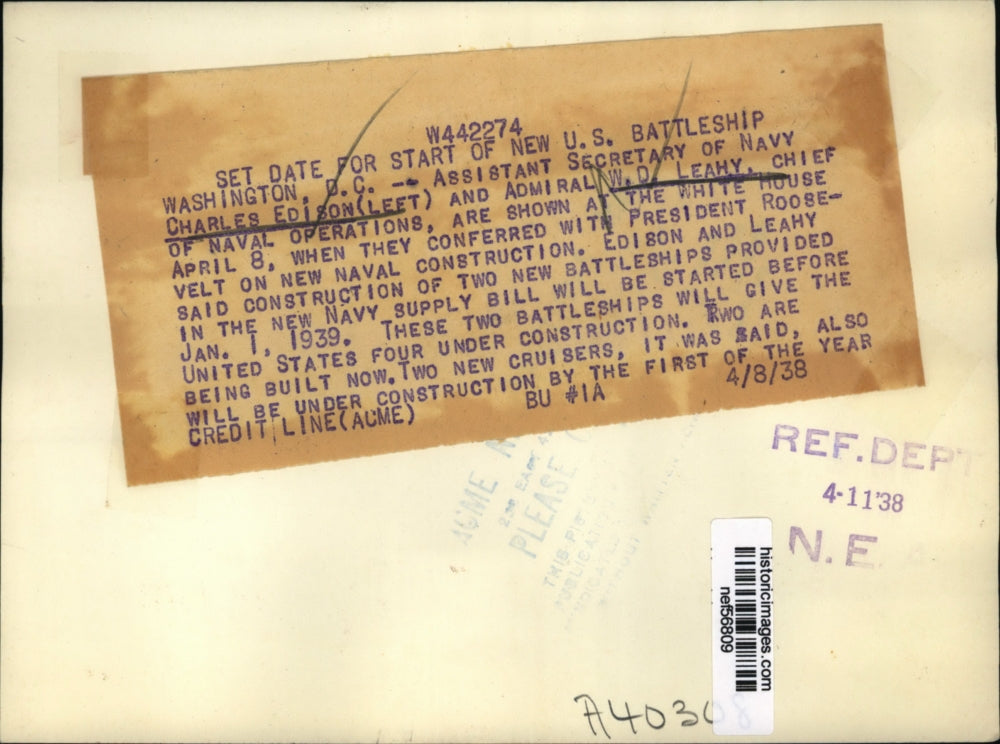 W442274
SET DATE FOR START OF NEW U.S. BATTLESHIP
WASHINGTON, D.C. -- ASSISTANT SECRETARY OF NAVY
CHARLES EDISON(LEFT) AND ADMIRAL W.D. LEAHY, CHIEF
OF NAVAL OPERATIONS, ARE SHOWN AT THE WHITE HOUSE
APRIL 8, WHEN THEY CONFERRED WITH PRESIDENT ROOSE-
VELT ON NEW NAVAL CONSTRUCTION. EDISON AND LEAHY
SAID CONSTRUCTION OF TWO NEW BATTLESHIPS PROVIDED
IN THE NEW NAVY SUPPLY BILL WILL BE STARTED BEFORE
JAN. 1, 1939. THESE TWO BATTLESHIPS WILL GIVE THE
UNITED STATES FOUR UNDER CONSTRUCTION. TWO ARE
BEING BUILT NOW. TWO NEW CRUISERS, IT WAS SAID, ALSO
WILL BE UNDER CONSTRUCTION BY THE FIRST OF THE YEAR
CREDIT LINE(ACME) BU #1A 4/8/38
ACME
PLEASE
REF.DEPT
4-11'38
N.E.
historicimages.com
nef56809
A4030